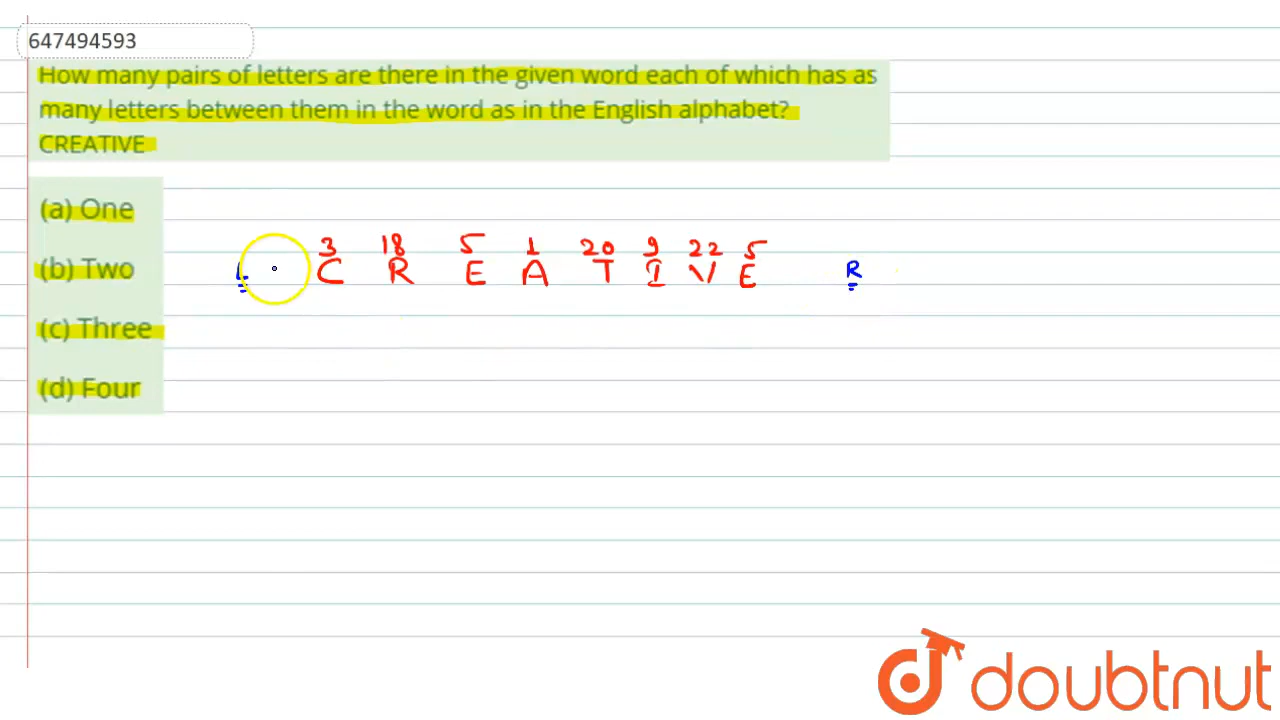 647494593
How many pairs of letters are there in the given word each of which has as
many letters between them in the word as in the English alphabet?
CREATIVE
(a) One
(b) Two
(c) Three
(d) Four
3 18 5 1 20 9 22 5
L C R E A T I V E R
doubtnut